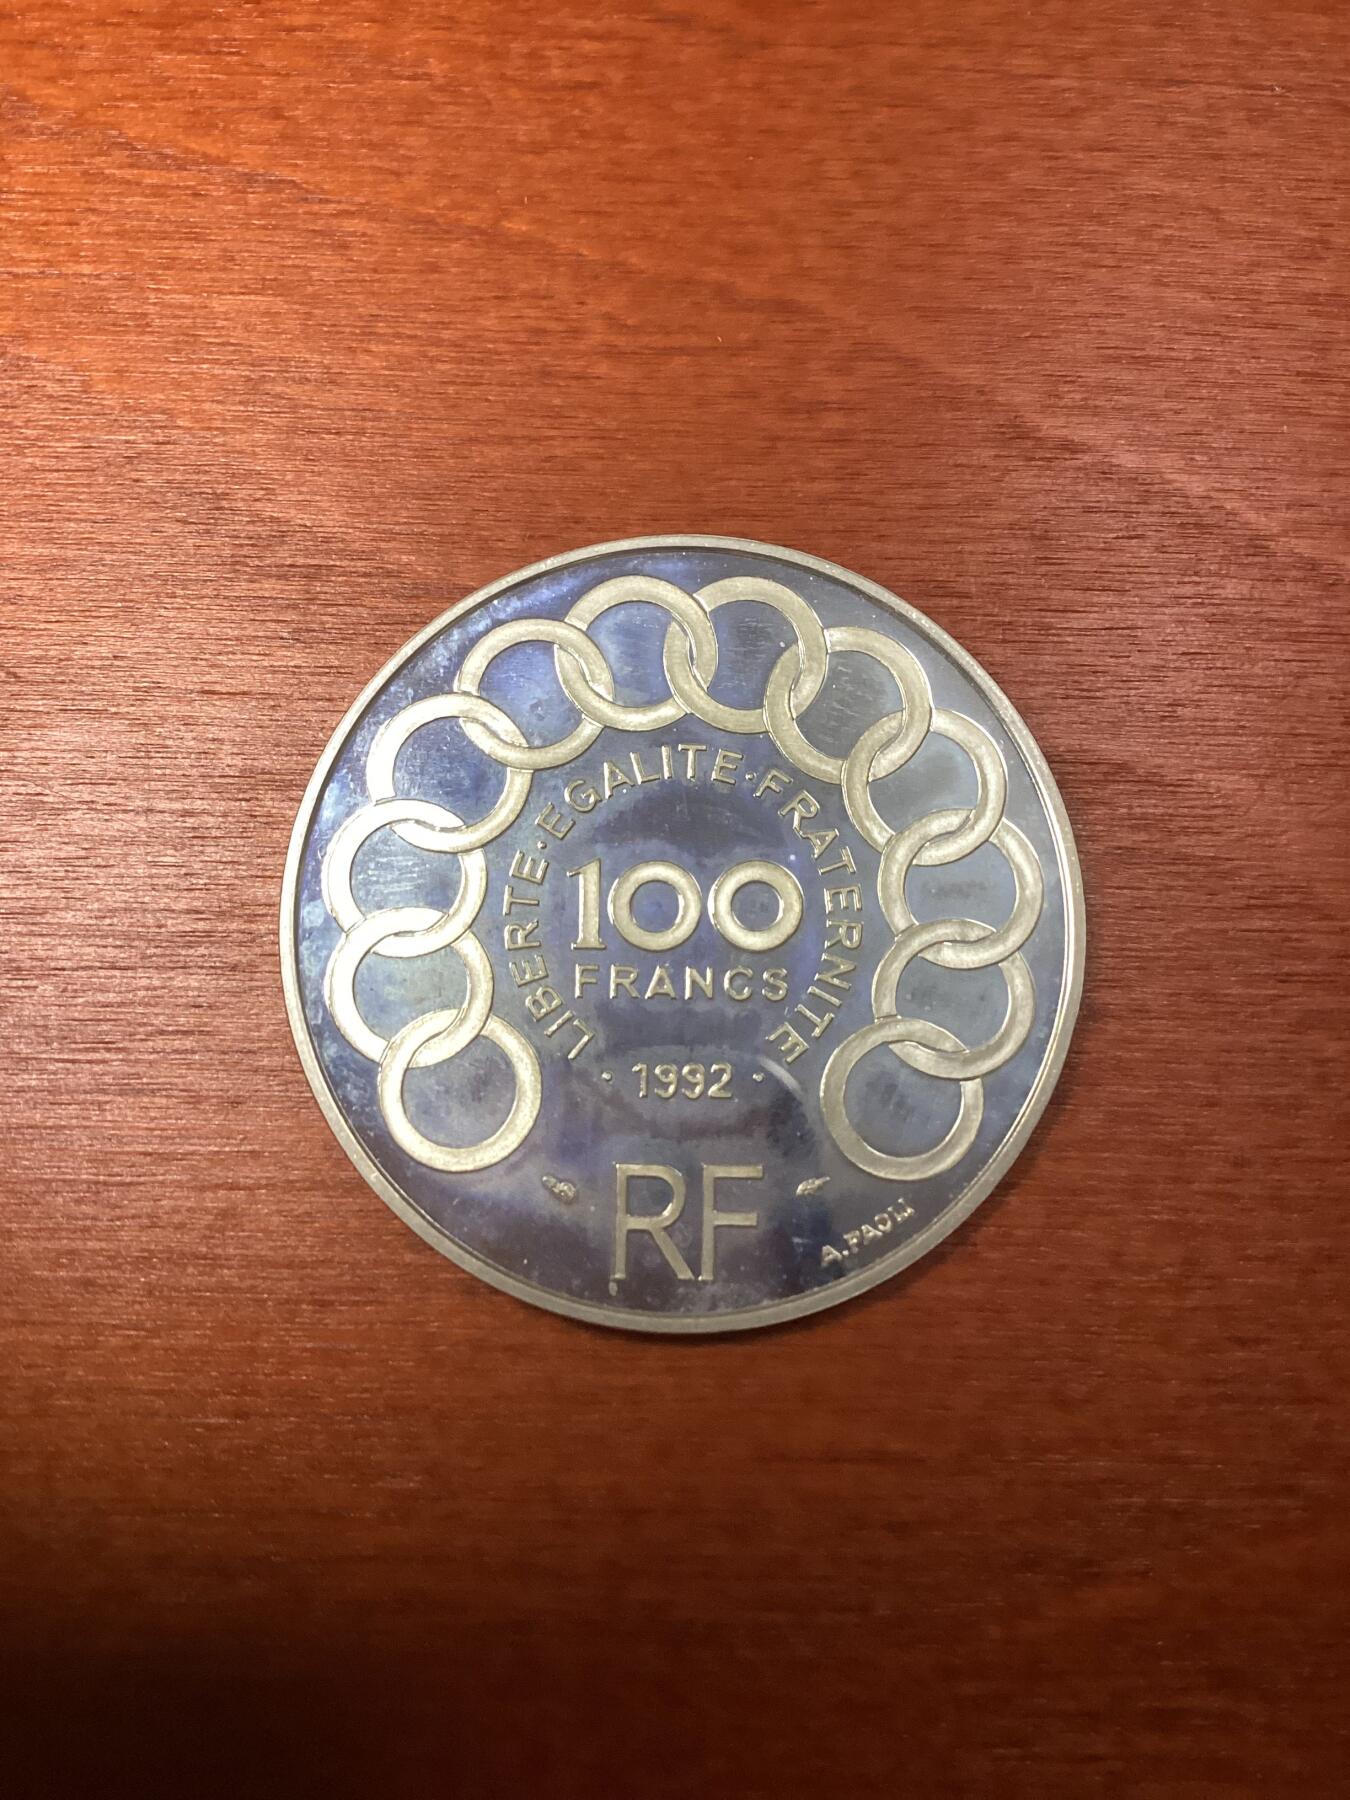 LIBERTE·EGALITE·FRATERNITE
100
FRANCS
· 1992 ·
RF
A.PAOLI